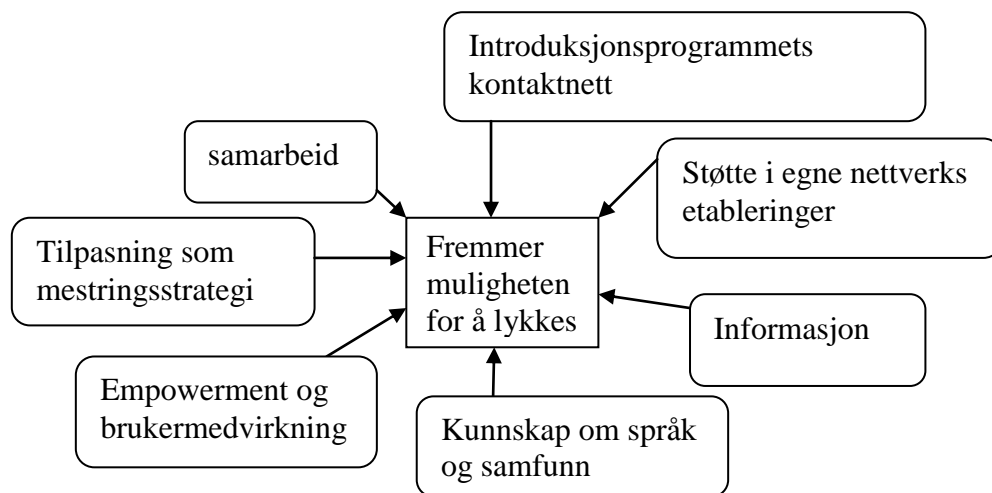 Introduksjonsprogrammets
kontaktnett
samarbeid
Støtte i egne nettverks
etableringer
Tilpasning som
mestringsstrategi
Fremmer
muligheten
for å lykkes
Informasjon
Empowerment og
brukermedvirkning
Kunnskap om språk
og samfunn